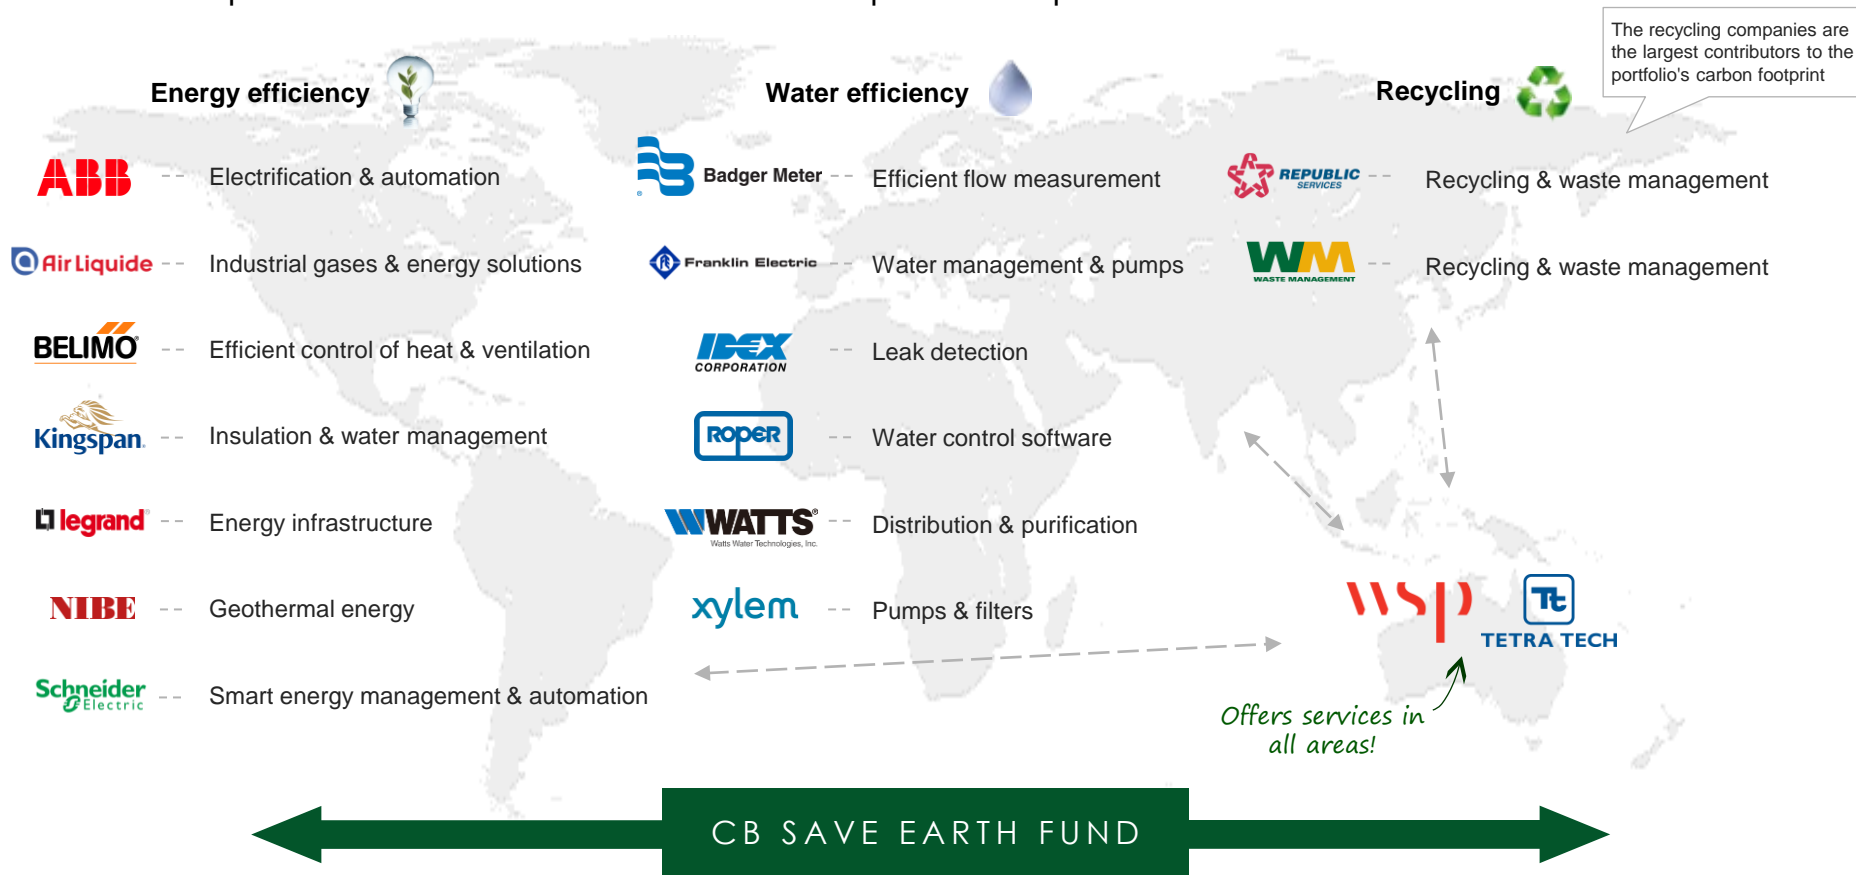 The recycling companies are
the largest contributors to the
portfolio's carbon footprint
Energy efficiency
Water efficiency
Recycling
ABB
Electrification & automation
Air Liquide
Industrial gases & energy solutions
BELIMO®
Efficient control of heat & ventilation
Kingspan.
Insulation & water management
legrand®
Energy infrastructure
NIBE
Geothermal energy
Schneider
Electric
Smart energy management & automation
®
Badger Meter
Efficient flow measurement
Franklin Electric
Water management & pumps
IDEX
CORPORATION
Leak detection
ROPER
Water control software
WATTS®
Watts Water Technologies, Inc.
Distribution & purification
xylem
Pumps & filters
REPUBLIC
SERVICES
Recycling & waste management
WM
WASTE MANAGEMENT
Recycling & waste management
wsp
Tt
TETRA TECH
Offers services in
all areas!
CB SAVE EARTH FUND